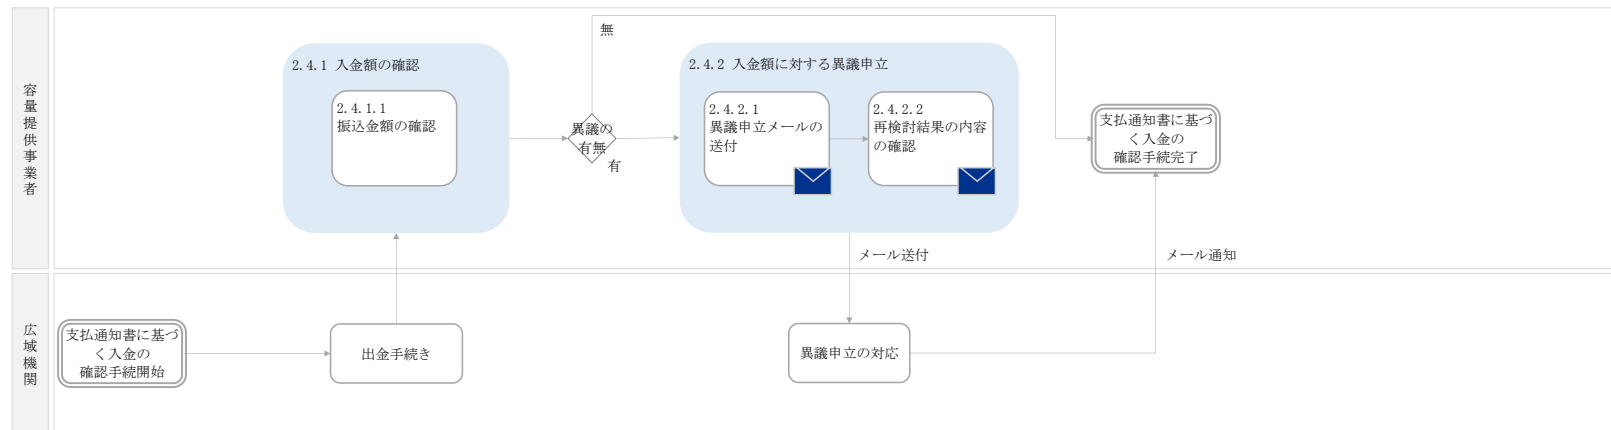 容量提供事業者
無
2.4.1 入金額の確認
2.4.1.1
振込金額の確認
異議の
有無
有
2.4.2 入金額に対する異議申立
2.4.2.1
異議申立メールの
送付
2.4.2.2
再検討結果の内容
の確認
支払通知書に基づ
く入金の
確認手続完了
メール送付
メール通知
広域機関
支払通知書に基づ
く入金の
確認手続開始
出金手続き
異議申立の対応